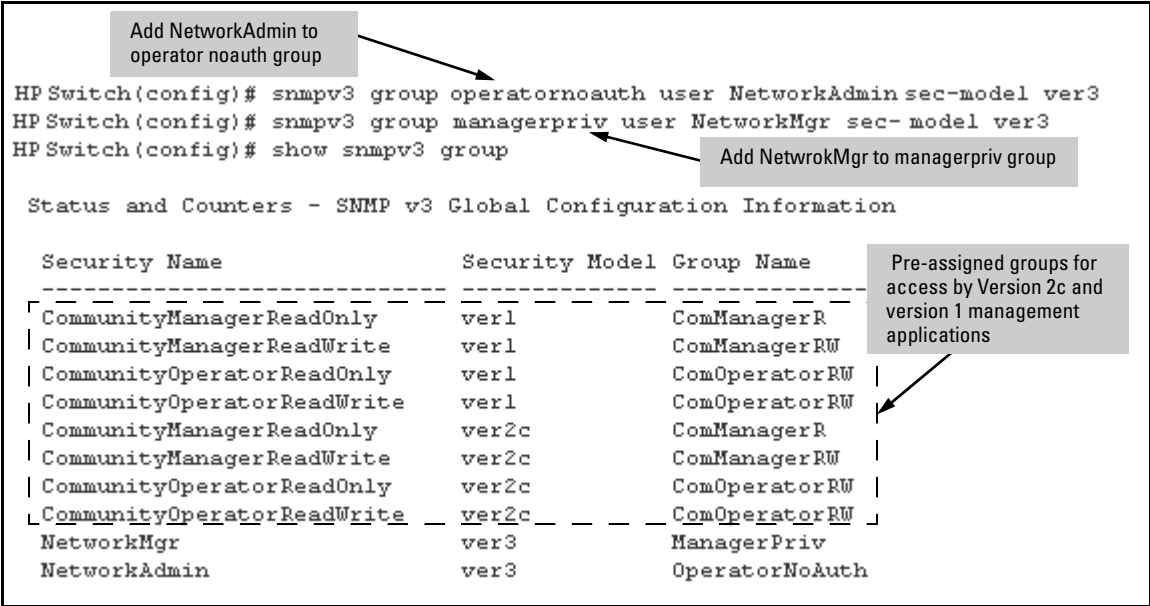 Add NetworkAdmin to
operator noauth group
HP Switch(config)# snmpv3 group operatornoauth user NetworkAdmin sec-model ver3
HP Switch(config)# snmpv3 group managerpriv user NetworkMgr sec- model ver3
HP Switch(config)# show snmpv3 group
Add NetwrokMgr to managerpriv group
Status and Counters - SNMP v3 Global Configuration Information
Security Name Security Model Group Name
------------------------------ -------------- --------------
Pre-assigned groups for
access by Version 2c and
version 1 management
applications
CommunityManagerReadOnly ver1 ComManagerR
CommunityManagerReadWrite ver1 ComManagerRW
CommunityOperatorReadOnly ver1 ComOperatorRW
CommunityOperatorReadWrite ver1 ComOperatorRW
CommunityManagerReadOnly ver2c ComManagerR
CommunityManagerReadWrite ver2c ComManagerRW
CommunityOperatorReadOnly ver2c ComOperatorRW
CommunityOperatorReadWrite ver2c ComOperatorRW
NetworkMgr ver3 ManagerPriv
NetworkAdmin ver3 OperatorNoAuth